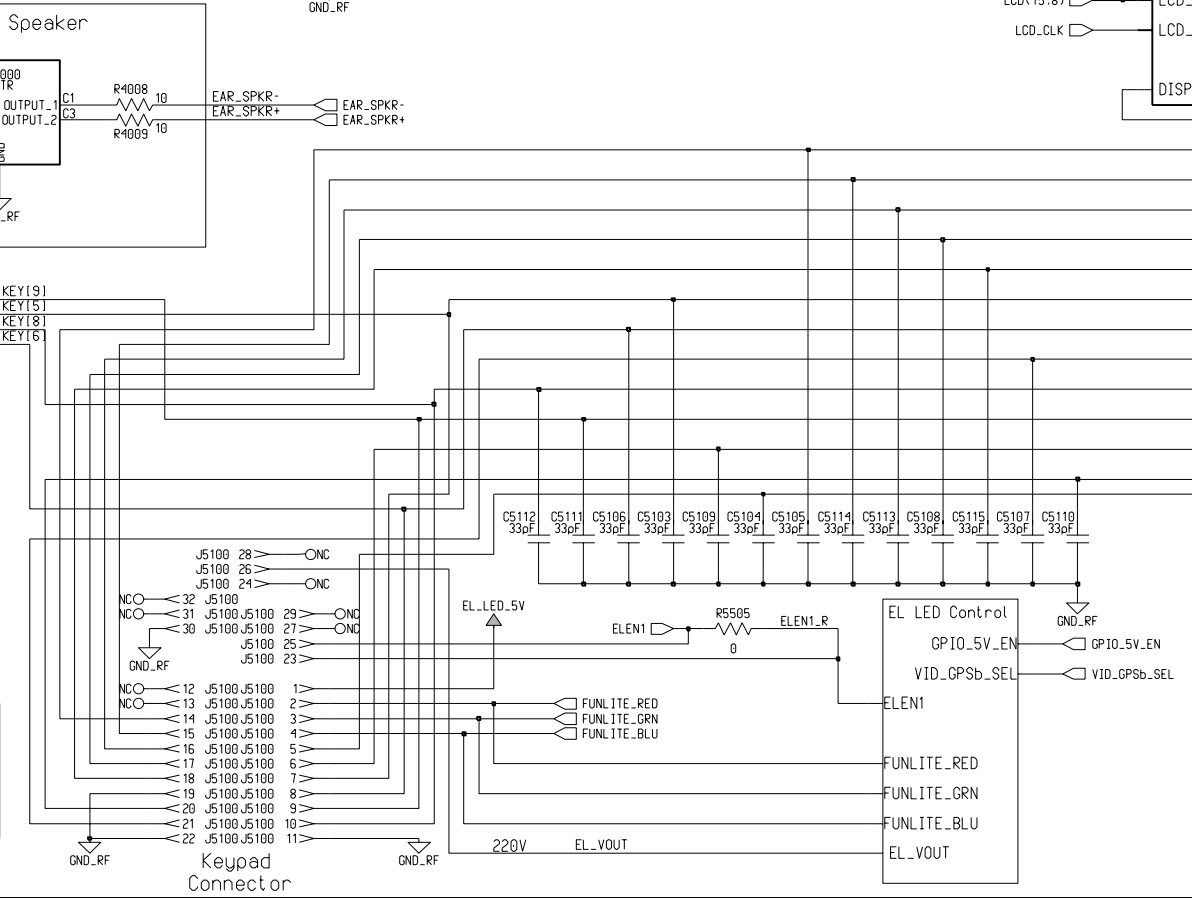 GND_RF
Speaker
LCD_CLK
DISP
000
TR
OUTPUT_1
OUTPUT_2
C1
C3
R4008
10
R4009
10
EAR_SPKR-
EAR_SPKR+
EAR_SPKR-
EAR_SPKR+
GND
_RF
KEY[9]
KEY[5]
KEY[8]
KEY[6]
C5112 33pF
C5111 33pF
C5106 33pF
C5103 33pF
C5109 33pF
C5104 33pF
C5105 33pF
C5114 33pF
C5113 33pF
C5108 33pF
C5115 33pF
C5107 33pF
C5110 33pF
GND_RF
J5100 28 NC
J5100 26
J5100 24 NC
NC 32 J5100
NC 31 J5100 J5100 29 NC
30 J5100 J5100 27 NC
J5100 25
J5100 23
GND_RF
NC 12 J5100 J5100 1
NC 13 J5100 J5100 2
14 J5100 J5100 3
15 J5100 J5100 4
16 J5100 J5100 5
17 J5100 J5100 6
18 J5100 J5100 7
19 J5100 J5100 8
20 J5100 J5100 9
21 J5100 J5100 10
22 J5100 J5100 11
GND_RF
GND_RF
Keypad
Connector
EL_LED_5V
ELEN1
R5505
0
ELEN1_R
FUNLITE_RED
FUNLITE_GRN
FUNLITE_BLU
220V
EL_VOUT
EL LED Control
GPIO_5V_EN
VID_GPSb_SEL
ELEN1
FUNLITE_RED
FUNLITE_GRN
FUNLITE_BLU
EL_VOUT
GPIO_5V_EN
VID_GPSb_SEL